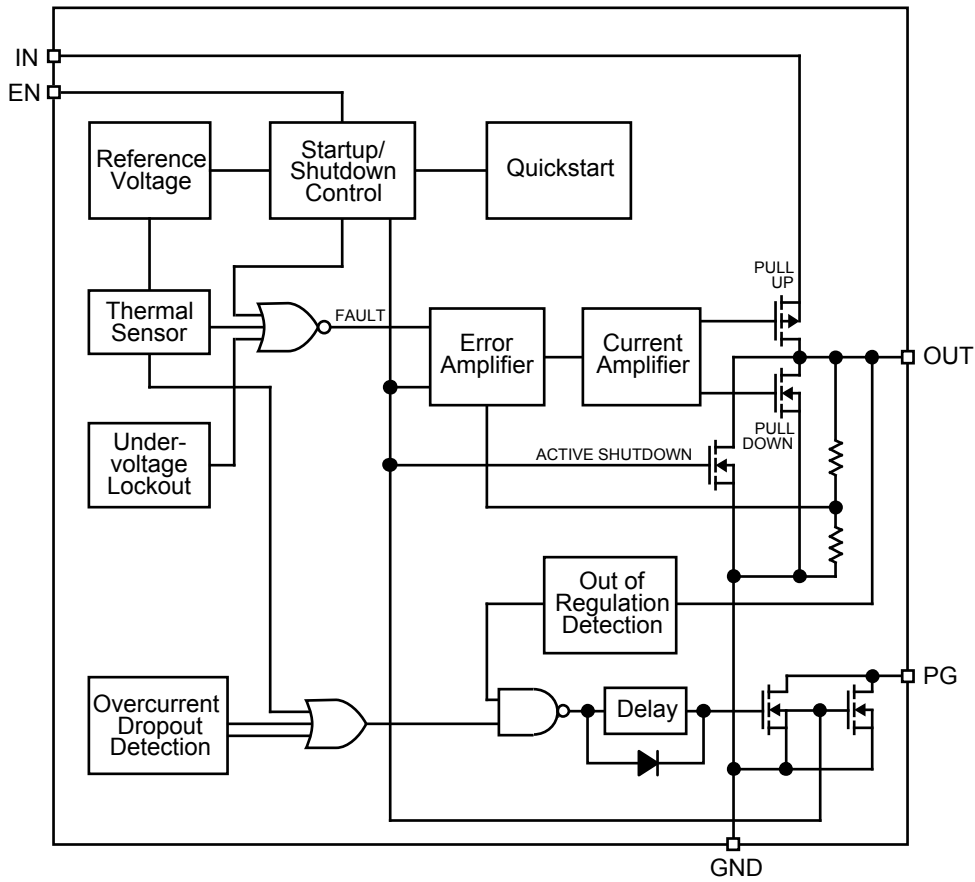 IN
EN
Reference
Voltage
Startup/
Shutdown
Control
Quickstart
PULL
UP
Thermal
Sensor
FAULT
Error
Amplifier
Current
Amplifier
OUT
PULL
DOWN
Under-
voltage
Lockout
ACTIVE SHUTDOWN
Out of
Regulation
Detection
PG
Overcurrent
Dropout
Detection
Delay
GND